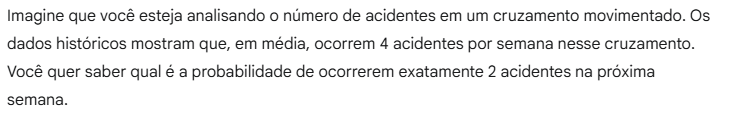 Imagine que você esteja analisando o número de acidentes em um cruzamento movimentado. Os
dados históricos mostram que, em média, ocorrem 4 acidentes por semana nesse cruzamento.
Você quer saber qual é a probabilidade de ocorrerem exatamente 2 acidentes na próxima
semana.